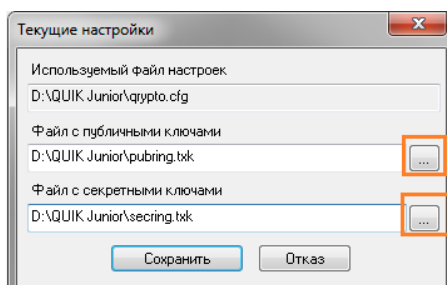 Текущие настройки
Используемый файл настроек
D:\QUIK Junior\qrypto.cfg
Файл с публичными ключами
D:\QUIK Junior\pubring.txk
...
Файл с секретными ключами
D:\QUIK Junior\secring.txk
...
Сохранить Отказ